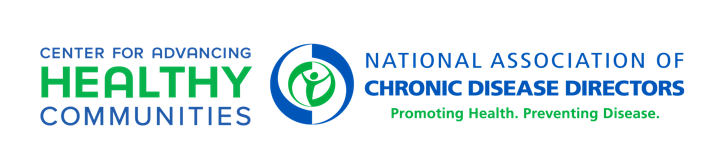 CENTER FOR ADVANCING
HEALTHY
COMMUNITIES
NATIONAL ASSOCIATION OF
CHRONIC DISEASE DIRECTORS
Promoting Health. Preventing Disease.